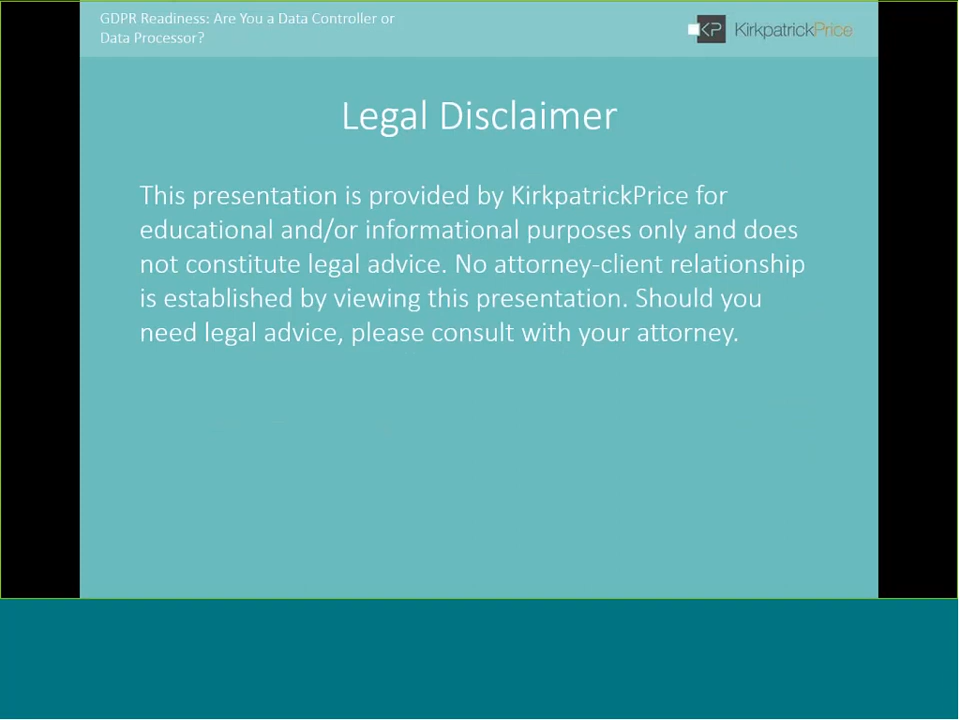 GDPR Readiness: Are You a Data Controller or
Data Processor?
KP KirkpatrickPrice
Legal Disclaimer
This presentation is provided by KirkpatrickPrice for
educational and/or informational purposes only and does
not constitute legal advice. No attorney-client relationship
is established by viewing this presentation. Should you
need legal advice, please consult with your attorney.